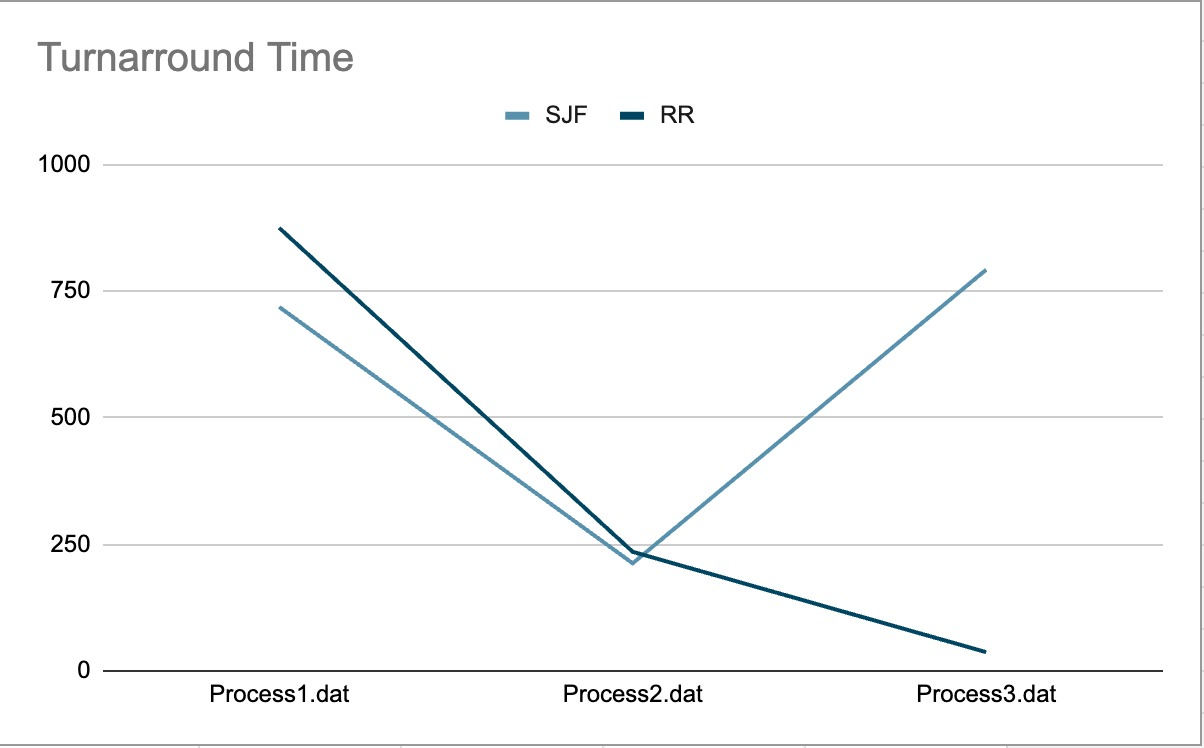 Turnarround Time
SJF RR
1000
750
500
250
0
Process1.dat Process2.dat Process3.dat